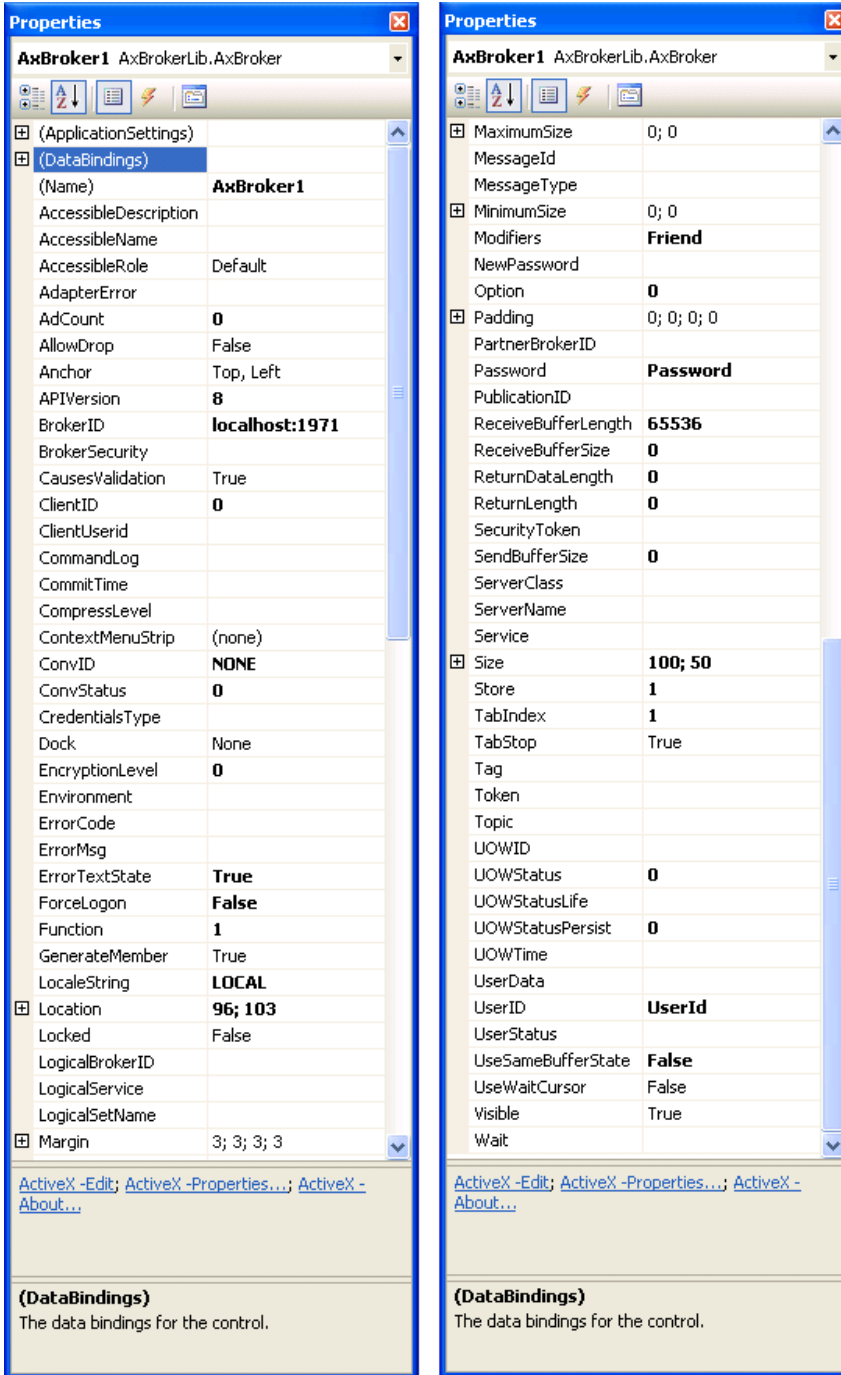 Properties
AxBroker1 AxBrokerLib.AxBroker
(ApplicationSettings)
(DataBindings)
(Name) AxBroker1
AccessibleDescription
AccessibleName
AccessibleRole Default
AdapterError
AdCount 0
AllowDrop False
Anchor Top, Left
APIVersion 8
BrokerID localhost:1971
BrokerSecurity
CausesValidation True
ClientID 0
ClientUserid
CommandLog
CommitTime
CompressLevel
ContextMenuStrip (none)
ConvID NONE
ConvStatus 0
CredentialsType
Dock None
EncryptionLevel 0
Environment
ErrorCode
ErrorMsg
ErrorTextState True
ForceLogon False
Function 1
GenerateMember True
LocaleString LOCAL
Location 96; 103
Locked False
LogicalBrokerID
LogicalService
LogicalSetName
Margin 3; 3; 3; 3
ActiveX -Edit; ActiveX -Properties...; ActiveX -
About...
(DataBindings)
The data bindings for the control.
Properties
AxBroker1 AxBrokerLib.AxBroker
MaximumSize 0; 0
MessageId
MessageType
MinimumSize 0; 0
Modifiers Friend
NewPassword
Option 0
Padding 0; 0; 0; 0
PartnerBrokerID
Password Password
PublicationID
ReceiveBufferLength 65536
ReceiveBufferSize 0
ReturnDataLength 0
ReturnLength 0
SecurityToken
SendBufferSize 0
ServerClass
ServerName
Service
Size 100; 50
Store 1
TabIndex 1
TabStop True
Tag
Token
Topic
UOWID
UOWStatus 0
UOWStatusLife
UOWStatusPersist 0
UOWTime
UserData
UserID UserId
UserStatus
UseSameBufferState False
UseWaitCursor False
Visible True
Wait
ActiveX -Edit; ActiveX -Properties...; ActiveX -
About...
(DataBindings)
The data bindings for the control.